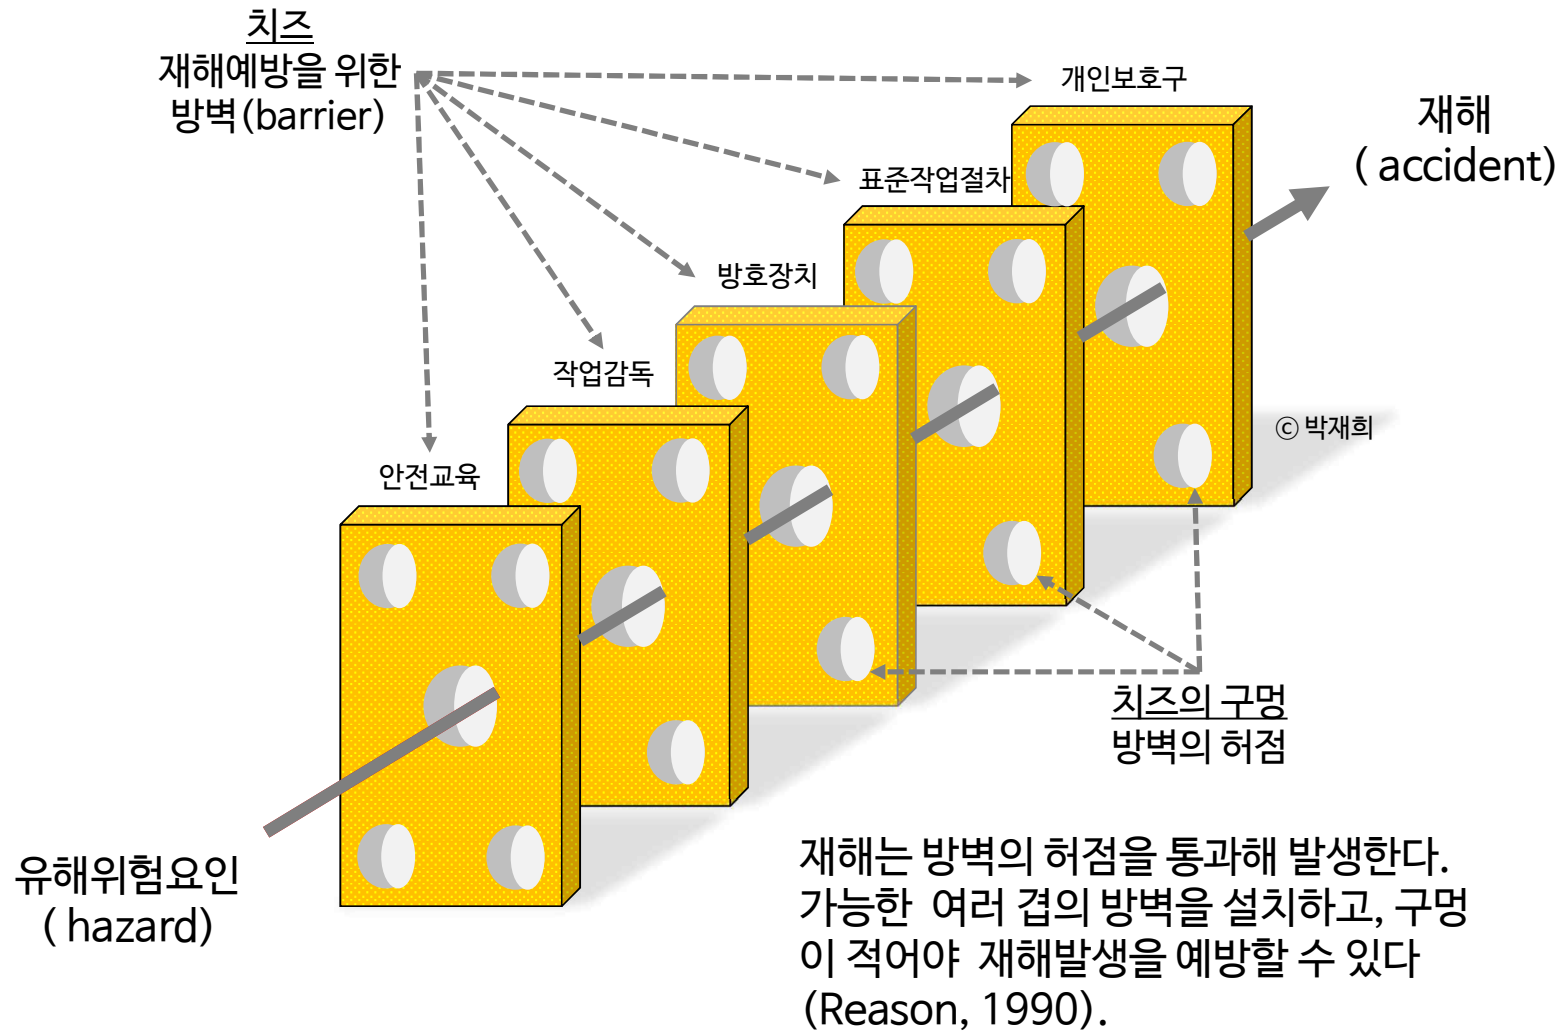 치즈
재해예방을 위한
방벽(barrier)
개인보호구
재해
( accident)
표준작업절차
방호장치
작업감독
안전교육
ⓒ 박재희
치즈의 구멍
방벽의 허점
유해위험요인
( hazard)
재해는 방벽의 허점을 통과해 발생한다.
가능한 여러 겹의 방벽을 설치하고, 구멍
이 적어야 재해발생을 예방할 수 있다
(Reason, 1990).